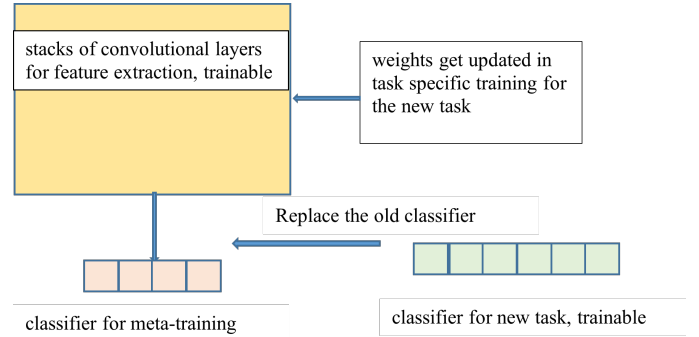 stacks of convolutional layers
for feature extraction, trainable
weights get updated in
task specific training for
the new task
Replace the old classifier
classifier for meta-training
classifier for new task, trainable